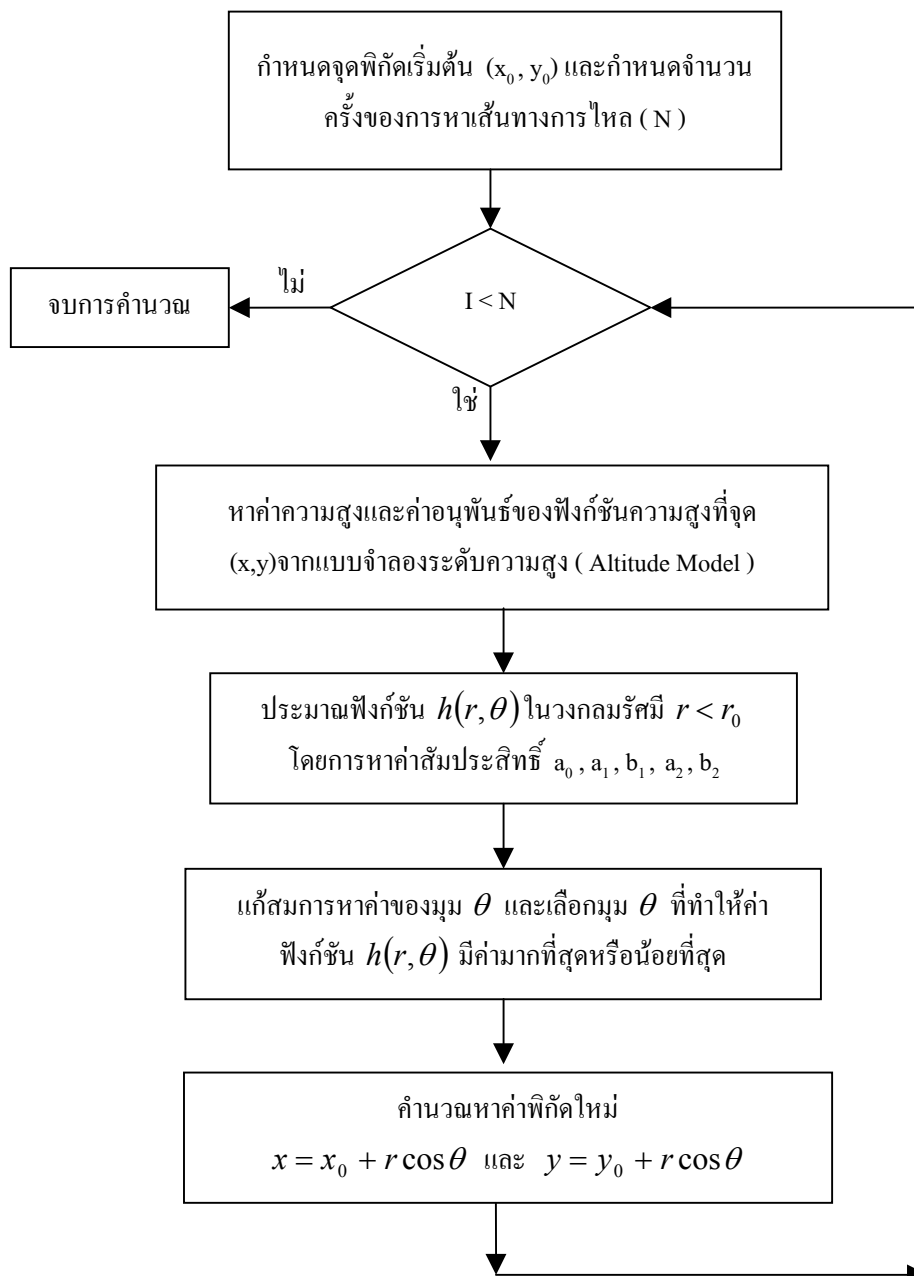 กำหนดจุดพิกัดเริ่มต้น (x₀, y₀) และกำหนดจำนวน
ครั้งของการหาเส้นทางการไหล ( N )
I < N
ไม่
จบการคำนวณ
ใช่
หาค่าความสูงและค่าอนุพันธ์ของฟังก์ชันความสูงที่จุด
(x,y)จากแบบจำลองระดับความสูง ( Altitude Model )
ประมาณฟังก์ชัน h(r,θ) ในวงกลมรัศมี r < r₀
โดยการหาค่าสัมประสิทธิ์ a₀ , a₁ , b₁ , a₂ , b₂
แก้สมการหาค่าของมุม θ และเลือกมุม θ ที่ทำให้ค่า
ฟังก์ชัน h(r,θ) มีค่ามากที่สุดหรือน้อยที่สุด
คำนวณหาค่าพิกัดใหม่
x = x₀ + r cosθ และ y = y₀ + r cosθ